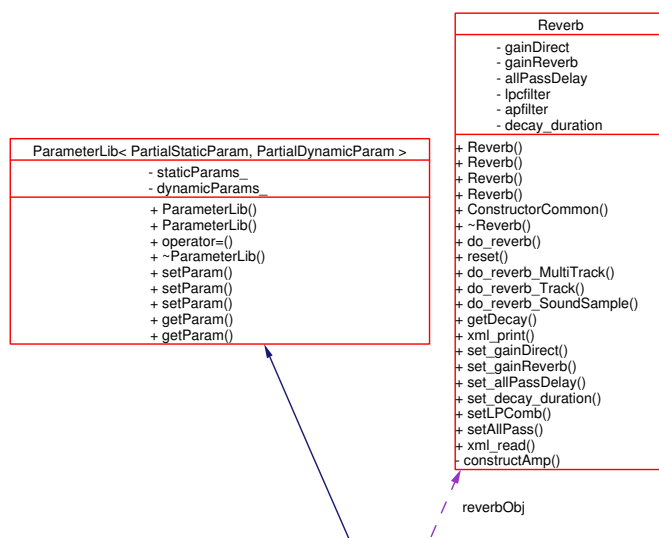 Reverb
- gainDirect
- gainReverb
- allPassDelay
- lpcfilter
- apfilter
- decay_duration
+ Reverb()
+ Reverb()
+ Reverb()
+ Reverb()
+ ConstructorCommon()
+ ~Reverb()
+ do_reverb()
+ reset()
+ do_reverb_MultiTrack()
+ do_reverb_Track()
+ do_reverb_SoundSample()
+ getDecay()
+ xml_print()
+ set_gainDirect()
+ set_gainReverb()
+ set_allPassDelay()
+ set_decay_duration()
+ setLPComb()
+ setAllPass()
+ xml_read()
- constructAmp()
ParameterLib< PartialStaticParam, PartialDynamicParam >
- staticParams_
- dynamicParams_
+ ParameterLib()
+ ParameterLib()
+ operator=()
+ ~ParameterLib()
+ setParam()
+ setParam()
+ setParam()
+ getParam()
+ getParam()
reverbObj